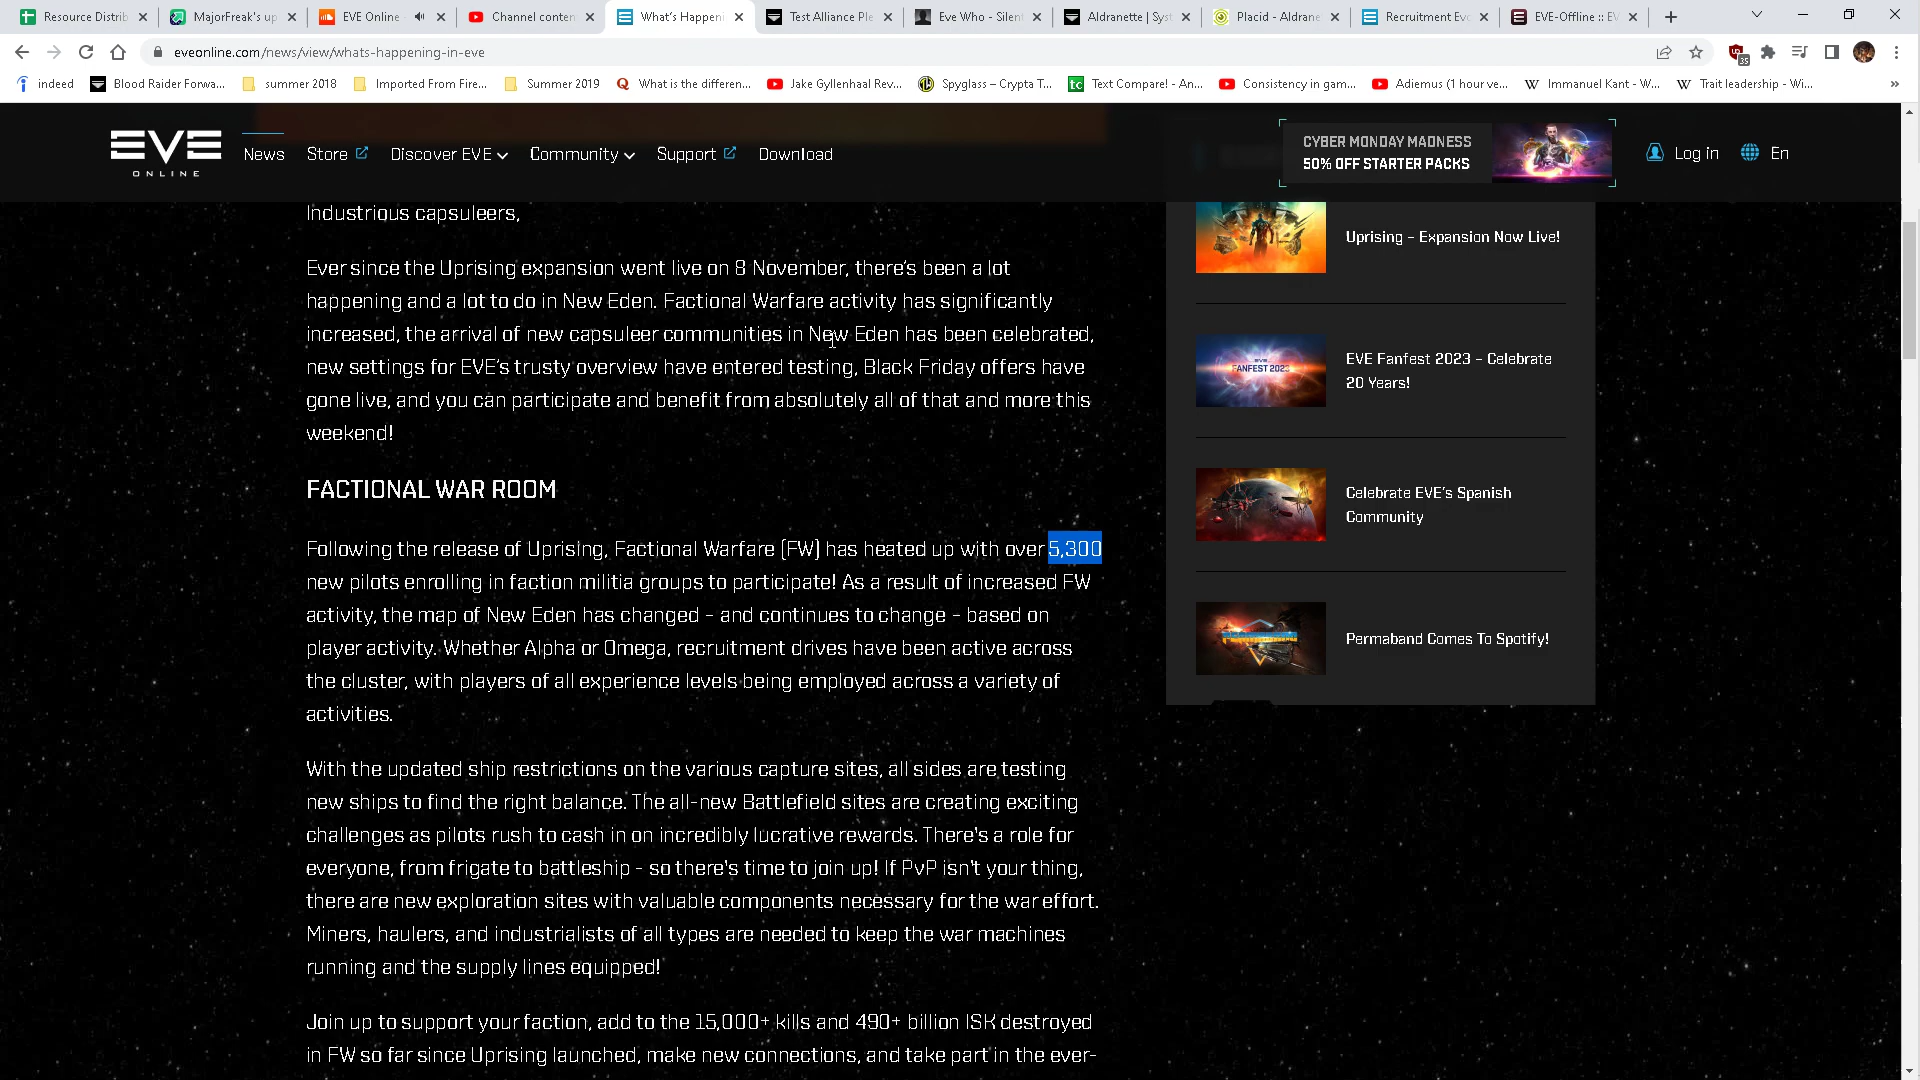 Resource Distrib
MajorFreak's up
EVE Online
Channel conten
What's Happeni
Test Alliance Ple
Eve Who - Silent
Aldranette | Syst
Placid - Aldrane
Recruitment Evo
EVE-Offline :: EV
eveonline.com/news/view/whats-happening-in-eve
35
indeed
Blood Raider Forwa...
summer 2018
Imported From Fire...
Summer 2019
What is the differen...
Jake Gyllenhaal Rev...
Spyglass – Crypta T...
tc
Text Compare! - An...
Consistency in gam...
Adiemus (1 hour ve...
Immanuel Kant - W...
Trait leadership - Wi...
EVE
ONLINE
News
Store
Discover EVE
Community
Support
Download
CYBER MONDAY MADNESS
50% OFF STARTER PACKS
Log in
En
Industrious capsuleers,
Ever since the Uprising expansion went live on 8 November, there's been a lot
happening and a lot to do in New Eden. Factional Warfare activity has significantly
increased, the arrival of new capsuleer communities in New Eden has been celebrated,
new settings for EVE's trusty overview have entered testing, Black Friday offers have
gone live, and you can participate and benefit from absolutely all of that and more this
weekend!
FACTIONAL WAR ROOM
Following the release of Uprising, Factional Warfare (FW) has heated up with over 5,300
new pilots enrolling in faction militia groups to participate! As a result of increased FW
activity, the map of New Eden has changed – and continues to change – based on
player activity. Whether Alpha or Omega, recruitment drives have been active across
the cluster, with players of all experience levels being employed across a variety of
activities.
With the updated ship restrictions on the various capture sites, all sides are testing
new ships to find the right balance. The all-new Battlefield sites are creating exciting
challenges as pilots rush to cash in on incredibly lucrative rewards. There's a role for
everyone, from frigate to battleship - so there's time to join up! If PvP isn't your thing,
there are new exploration sites with valuable components necessary for the war effort.
Miners, haulers, and industrialists of all types are needed to keep the war machines
running and the supply lines equipped!
Join up to support your faction, add to the 15,000+ kills and 490+ billion ISK destroyed
in FW so far since Uprising launched, make new connections, and take part in the ever-
Uprising – Expansion Now Live!
EVE
FANFEST 2023
EVE Fanfest 2023 – Celebrate
20 Years!
Celebrate EVE's Spanish
Community
Permaband Comes To Spotify!